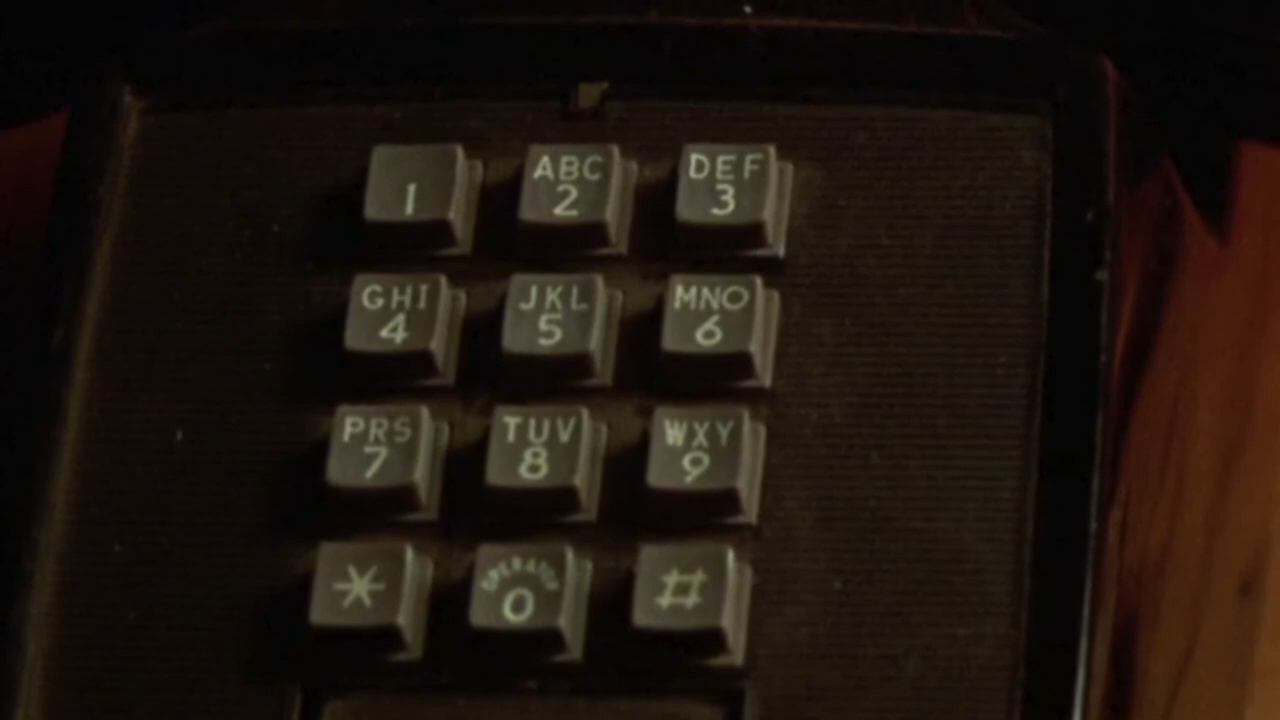 1 ABC 2 DEF 3
GHI 4 JKL 5 MNO 6
PRS 7 TUV 8 WXY 9
* OPERATOR 0 #